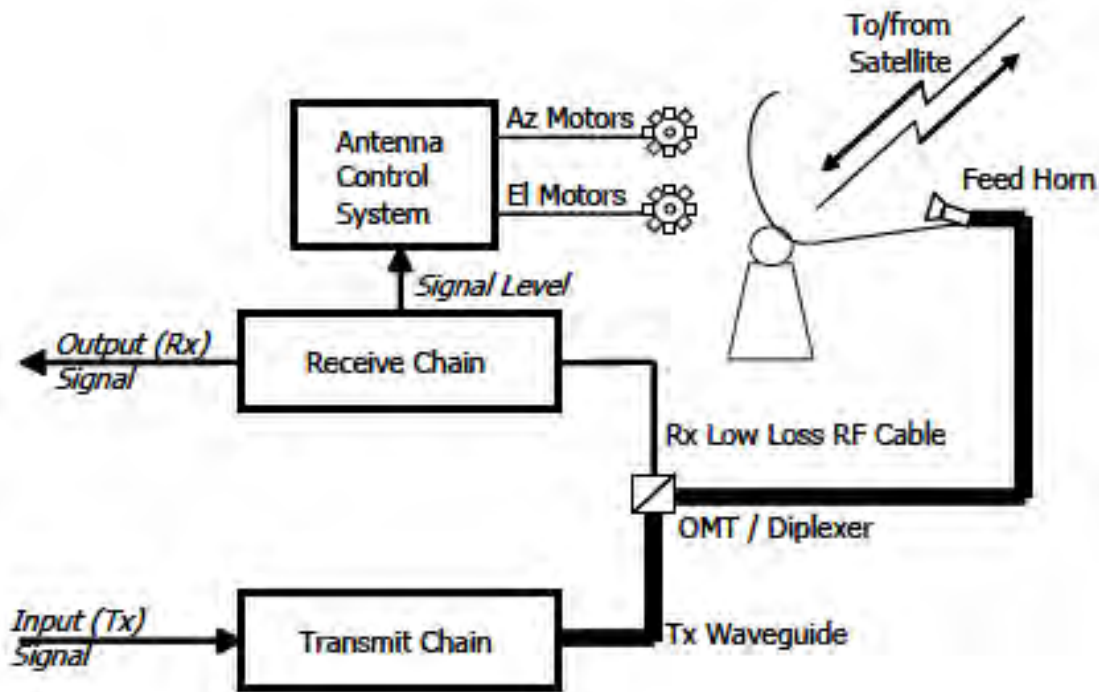 To/from
Satellite
Az Motors
Antenna
Control
System
Feed Horn
El Motors
Signal Level
Output (Rx)
Signal
Receive Chain
Rx Low Loss RF Cable
OMT / Diplexer
Input (Tx)
Signal
Transmit Chain
Tx Waveguide